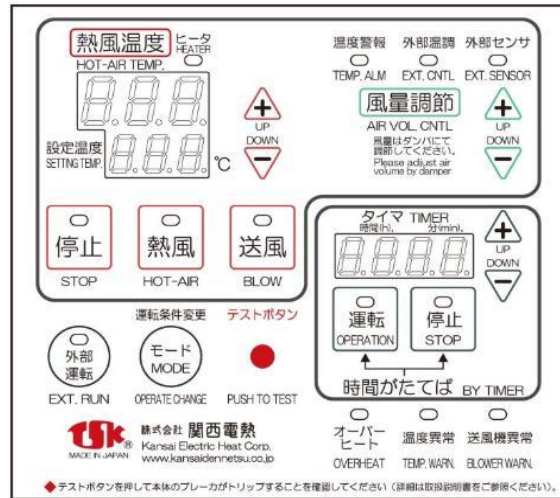 熱風温度
ヒータ
HEATER
HOT-AIR TEMP.
温度警報 外部温調 外部センサ
TEMP. ALM EXT. CNTL EXT. SENSOR
8.8.8.
設定温度
SETTING TEMP.
8.8.8.
℃
+
UP
DOWN
−
風量調節
AIR VOL. CNTL
風量はダンパにて
調節してください。
Please adjust air
volume by damper
+
UP
DOWN
−
停止
STOP
熱風
HOT-AIR
送風
BLOW
タイマ TIMER
時間(h). 分(min).
8.8.8.8.
+
UP
DOWN
−
運転
OPERATION
停止
STOP
時間がたてば BY TIMER
外部
運転
EXT. RUN
運転条件変更
モード
MODE
OPERATE CHANGE
テストボタン
PUSH TO TEST
オーバー
ヒート
OVERHEAT
温度異常
TEMP. WARN.
送風機異常
BLOWER WARN.
TSK®
MADE IN JAPAN
株式会社 関西電熱
Kansai Electric Heat Corp.
www.kansaidennetsu.co.jp
◆テストボタンを押して本体のブレーカがトリップすることを確認してください（詳細は取扱説明書をご参照ください）。